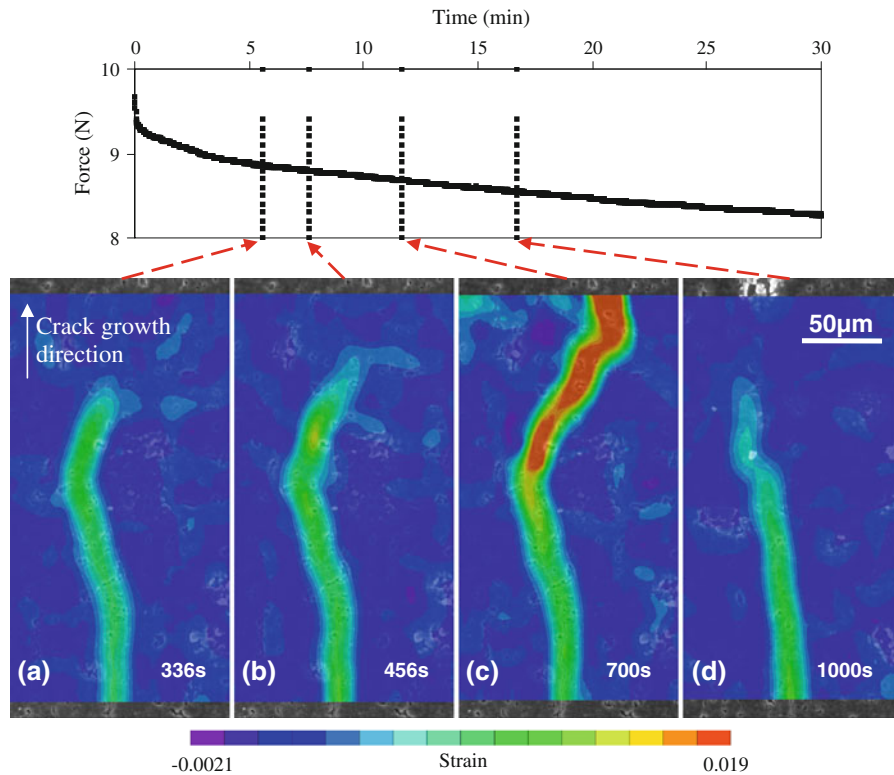 Time (min)
0 5 10 15 20 25 30
10
9
8
Force (N)
Crack growth
direction
50µm
(a) 336s
(b) 456s
(c) 700s
(d) 1000s
-0.0021 Strain 0.019